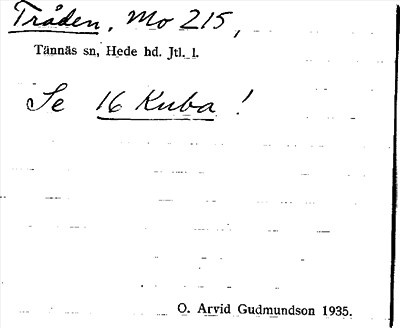 Tråden, Mo 215,
Tännäs sn, Hede hd. Jtl. l.
Se 16 Kuba !
O. Arvid Gudmundson 1935.